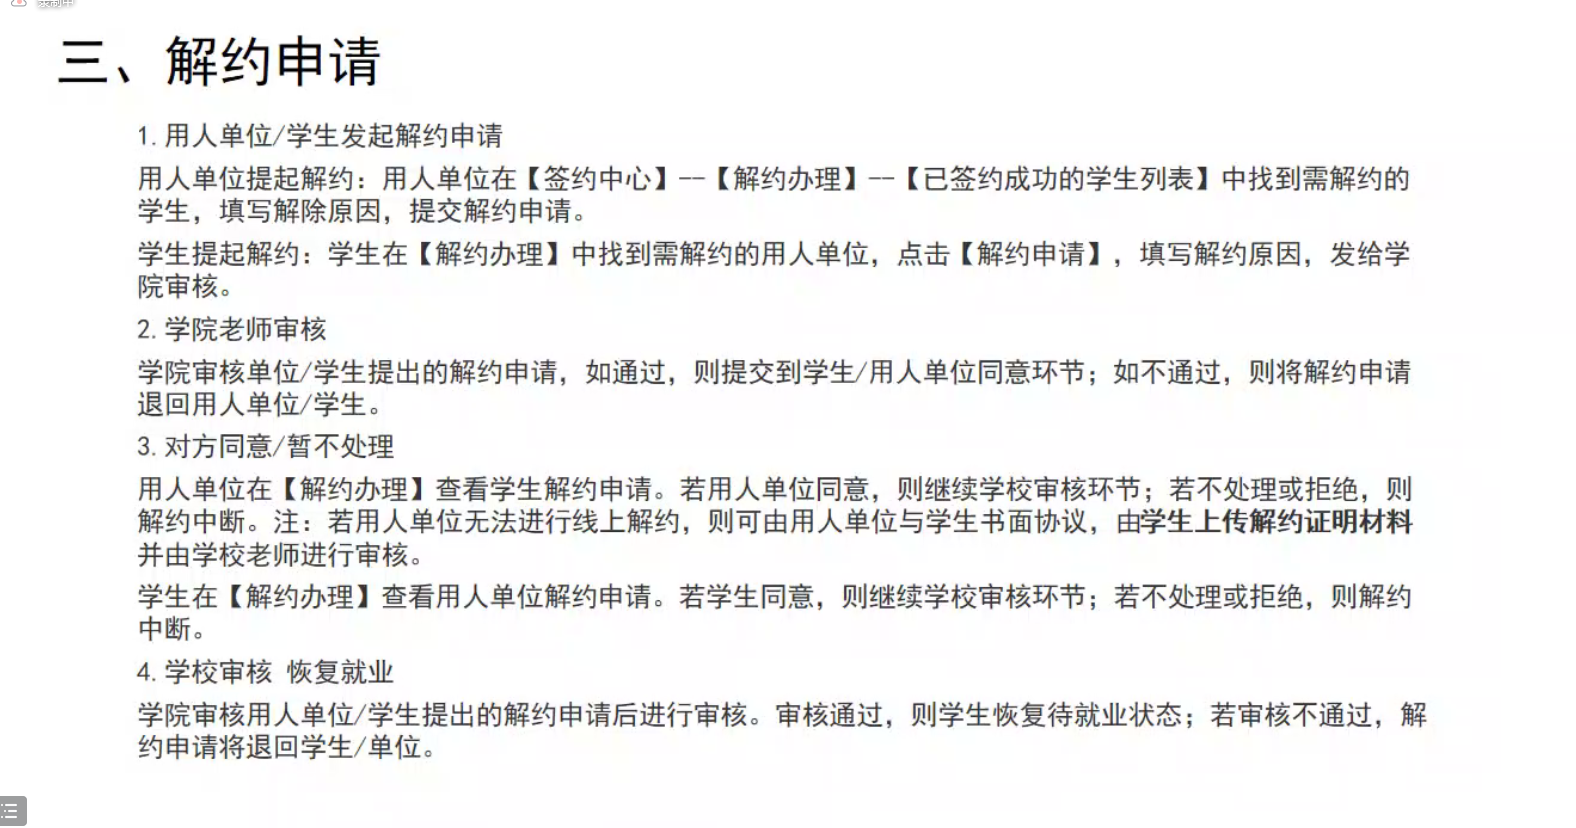 录制中
三、解约申请
1. 用人单位/学生发起解约申请
用人单位提起解约：用人单位在【签约中心】--【解约办理】--【已签约成功的学生列表】中找到需解约的
学生，填写解除原因，提交解约申请。
学生提起解约：学生在【解约办理】中找到需解约的用人单位，点击【解约申请】，填写解约原因，发给学
院审核。
2. 学院老师审核
学院审核单位/学生提出的解约申请，如通过，则提交到学生/用人单位同意环节；如不通过，则将解约申请
退回用人单位/学生。
3. 对方同意/暂不处理
用人单位在【解约办理】查看学生解约申请。若用人单位同意，则继续学校审核环节；若不处理或拒绝，则
解约中断。注：若用人单位无法进行线上解约，则可由用人单位与学生书面协议，由学生上传解约证明材料
并由学校老师进行审核。
学生在【解约办理】查看用人单位解约申请。若学生同意，则继续学校审核环节；若不处理或拒绝，则解约
中断。
4. 学校审核 恢复就业
学院审核用人单位/学生提出的解约申请后进行审核。审核通过，则学生恢复待就业状态；若审核不通过，解
约申请将退回学生/单位。